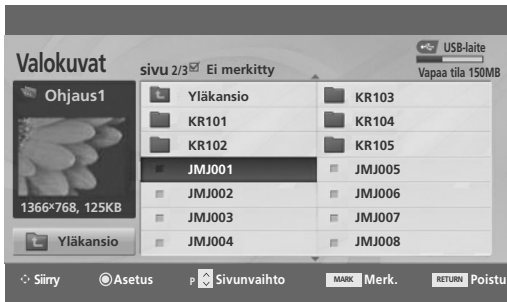 USB-laite
Valokuvat
sivu 2/3 Ei merkitty
Vapaa tila 150MB
Ohjaus1
Yläkansio
KR103
KR101
KR104
KR102
KR105
JMJ001
JMJ005
JMJ002
JMJ006
JMJ003
JMJ007
JMJ004
JMJ008
1366×768, 125KB
Yläkansio
Siirry
Asetus
P
Sivunvaihto
MARK
Merk.
RETURN
Poistu